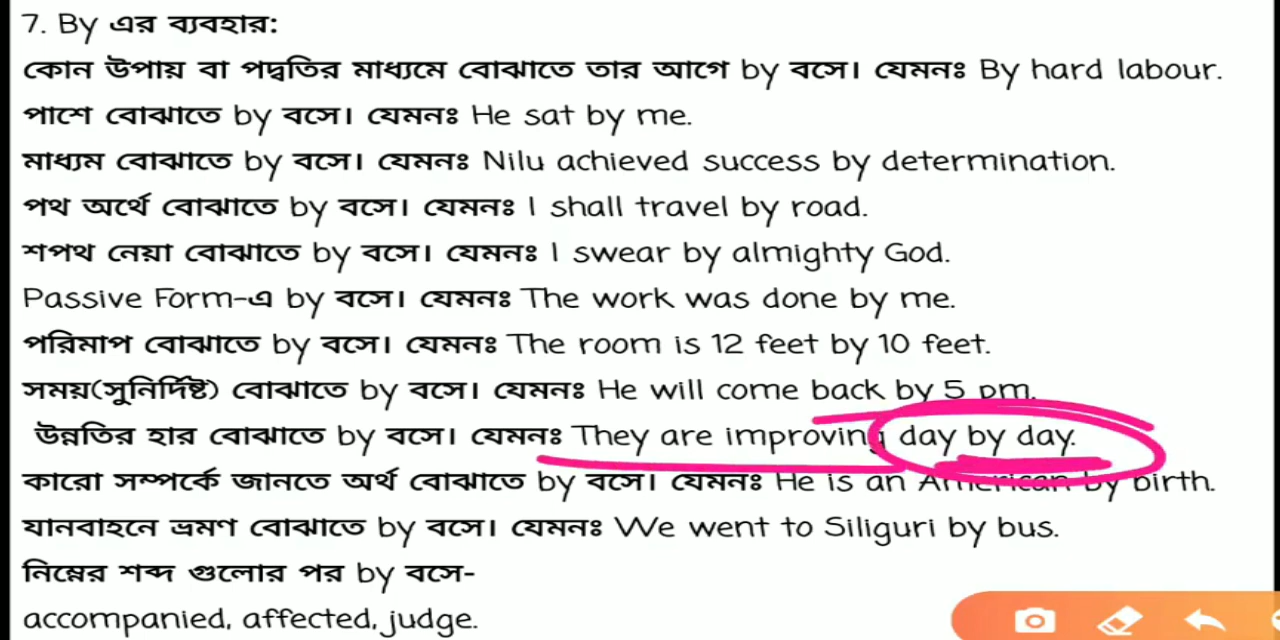 7. By এর ব্যবহার:
কোন উপায় বা পদ্বতির মাধ্যমে বোঝাতে তার আগে by বসে। যেমনঃ By hard labour.
পাশে বোঝাতে by বসে। যেমনঃ He sat by me.
মাধ্যম বোঝাতে by বসে। যেমনঃ Nilu achieved success by determination.
পথ অর্থে বোঝাতে by বসে। যেমনঃ I shall travel by road.
শপথ নেয়া বোঝাতে by বসে। যেমনঃ I swear by almighty God.
Passive Form-এ by বসে। যেমনঃ The work was done by me.
পরিমাপ বোঝাতে by বসে। যেমনঃ The room is 12 feet by 10 feet.
সময়(সুনির্দিষ্ট) বোঝাতে by বসে। যেমনঃ He will come back by 5 pm.
উন্নতির হার বোঝাতে by বসে। যেমনঃ They are improving day by day.
কারো সম্পর্কে জানতে অর্থ বোঝাতে by বসে। যেমনঃ He is an American by birth.
যানবাহনে ভ্রমণ বোঝাতে by বসে। যেমনঃ We went to Siliguri by bus.
নিম্নের শব্দ গুলোর পর by বসে-
accompanied, affected, judge.